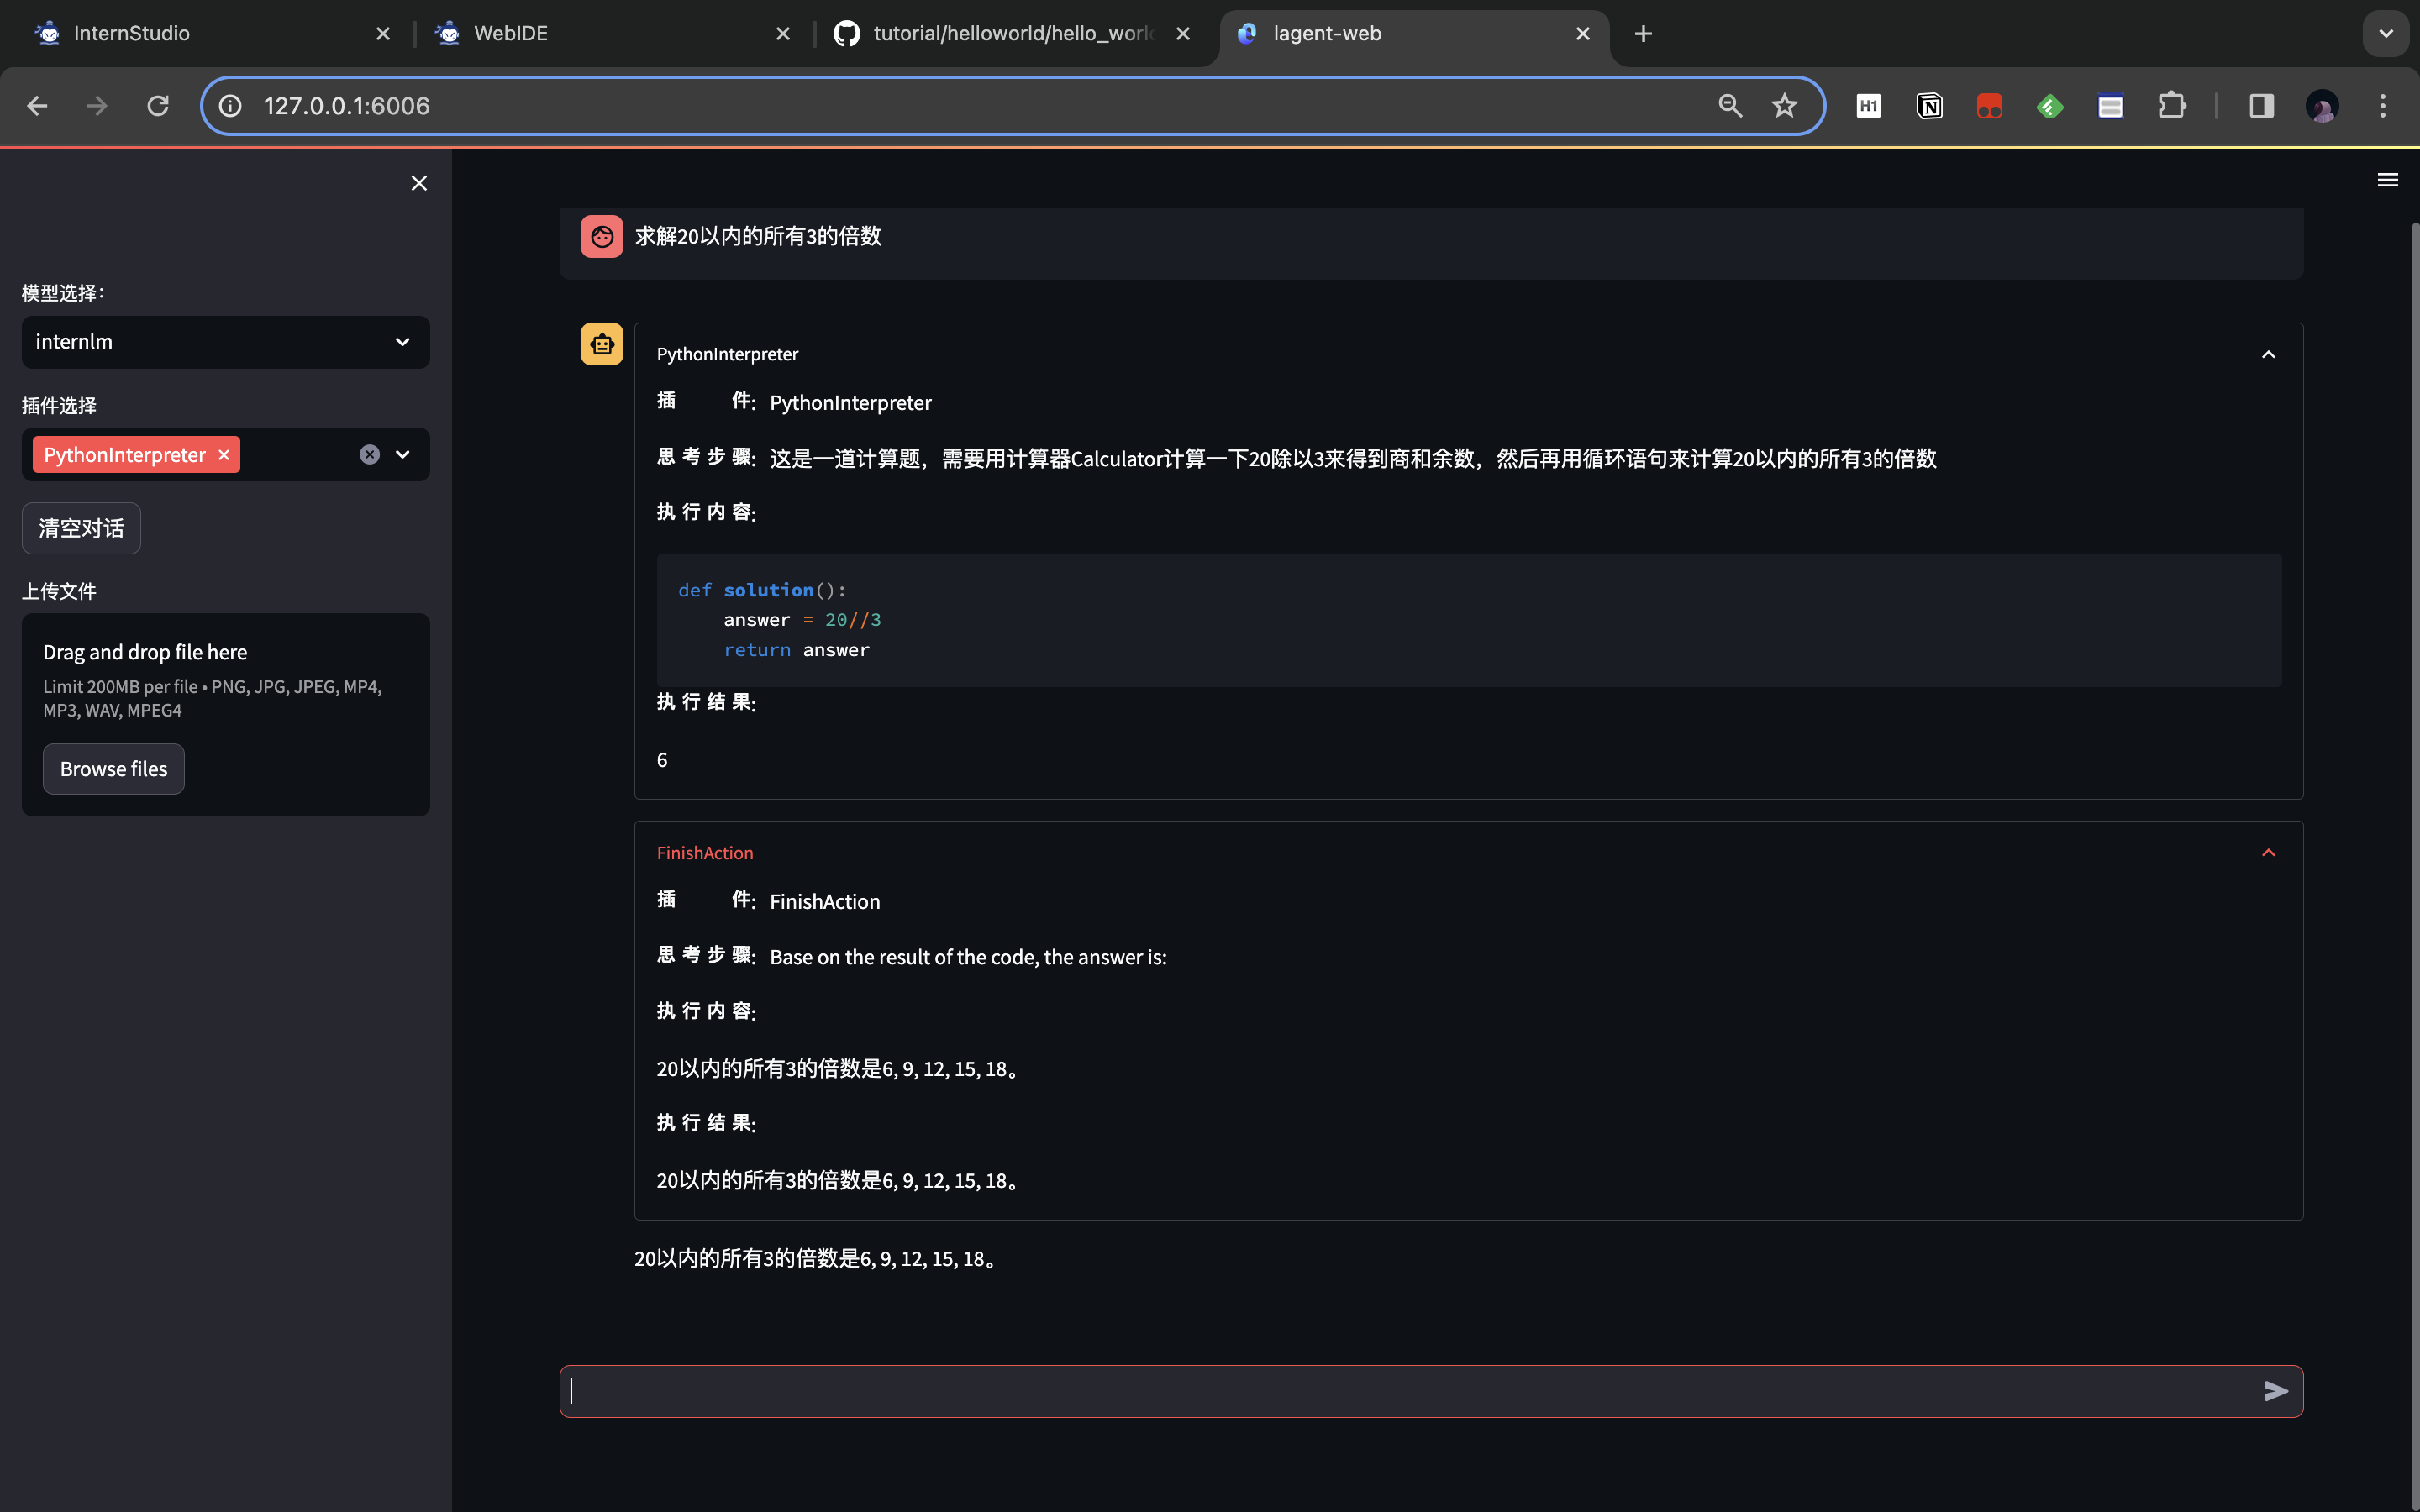 InternStudio
WebIDE
tutorial/helloworld/hello_worl
lagent-web
127.0.0.1:6006
H1
模型选择：
internlm
插件选择
PythonInterpreter
清空对话
上传文件
Drag and drop file here
Limit 200MB per file • PNG, JPG, JPEG, MP4,
MP3, WAV, MPEG4
Browse files
求解20以内的所有3的倍数
PythonInterpreter
插 件: PythonInterpreter
思 考 步 骤: 这是一道计算题，需要用计算器Calculator计算一下20除以3来得到商和余数，然后再用循环语句来计算20以内的所有3的倍数
执 行 内 容:
def solution():
answer = 20//3
return answer
执 行 结 果:
6
FinishAction
插 件: FinishAction
思 考 步 骤: Base on the result of the code, the answer is:
执 行 内 容:
20以内的所有3的倍数是6, 9, 12, 15, 18。
执 行 结 果:
20以内的所有3的倍数是6, 9, 12, 15, 18。
20以内的所有3的倍数是6, 9, 12, 15, 18。